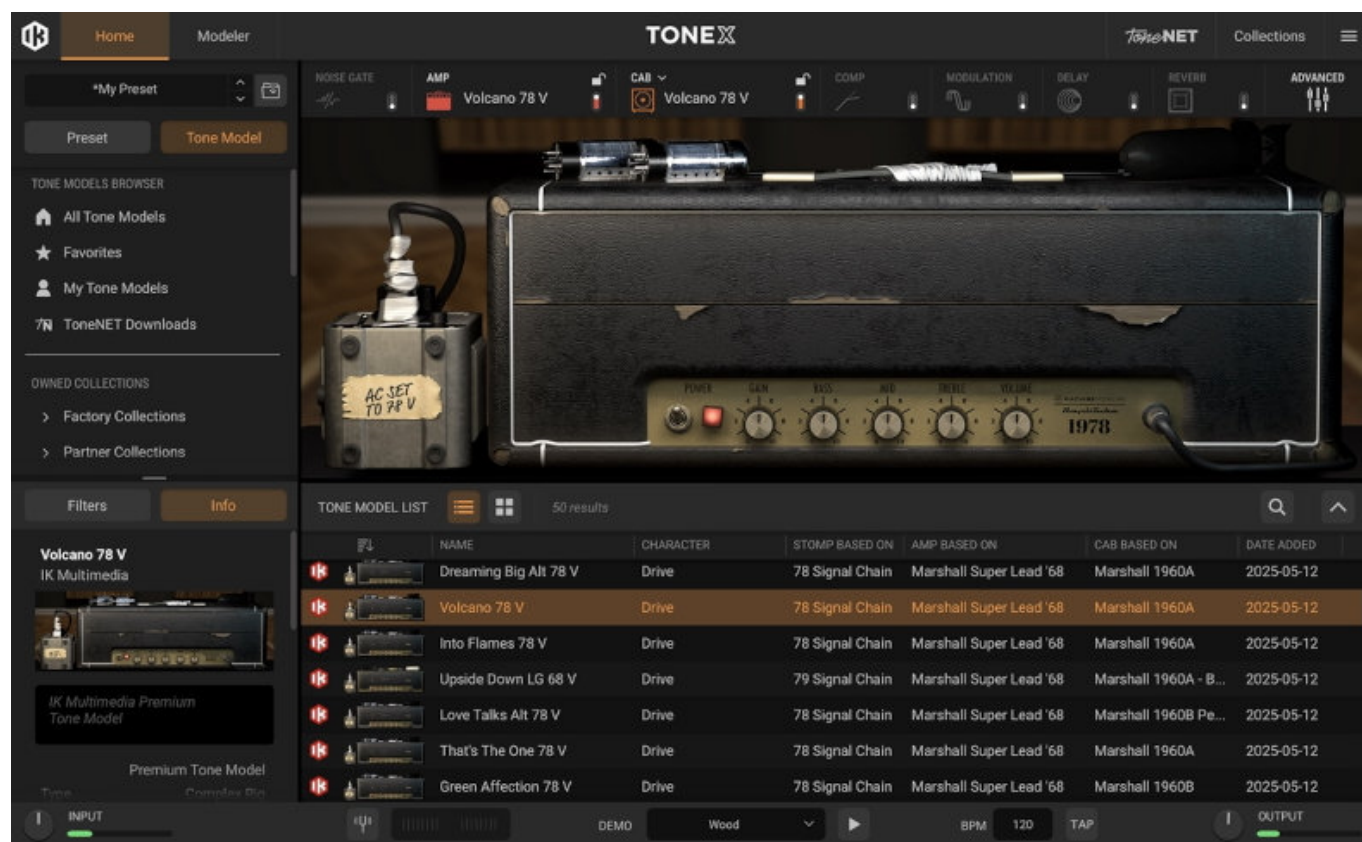 Home
Modeler
TONEX
ToneNET
Collections
*My Preset
NOISE GATE
AMP
Volcano 78 V
CAB
Volcano 78 V
COMP
MODULATION
DELAY
REVERB
ADVANCED
Preset
Tone Model
TONE MODELS BROWSER
All Tone Models
Favorites
My Tone Models
ToneNET Downloads
OWNED COLLECTIONS
Factory Collections
Partner Collections
AC SET
TO 78 V
POWER GAIN BASS MID TREBLE VOLUME
1978
Filters
Info
TONE MODEL LIST
50 results
Volcano 78 V
IK Multimedia
IK Multimedia Premium
Tone Model
Premium Tone Model
Type Complex Rig
NAME CHARACTER STOMP BASED ON AMP BASED ON CAB BASED ON DATE ADDED
Dreaming Big Alt 78 V Drive 78 Signal Chain Marshall Super Lead '68 Marshall 1960A 2025-05-12
Volcano 78 V Drive 78 Signal Chain Marshall Super Lead '68 Marshall 1960A 2025-05-12
Into Flames 78 V Drive 78 Signal Chain Marshall Super Lead '68 Marshall 1960A 2025-05-12
Upside Down LG 68 V Drive 79 Signal Chain Marshall Super Lead '68 Marshall 1960A - B... 2025-05-12
Love Talks Alt 78 V Drive 78 Signal Chain Marshall Super Lead '68 Marshall 1960B Pe... 2025-05-12
That's The One 78 V Drive 78 Signal Chain Marshall Super Lead '68 Marshall 1960A 2025-05-12
Green Affection 78 V Drive 78 Signal Chain Marshall Super Lead '68 Marshall 1960B 2025-05-12
INPUT
DEMO
Wood
BPM
120
TAP
OUTPUT